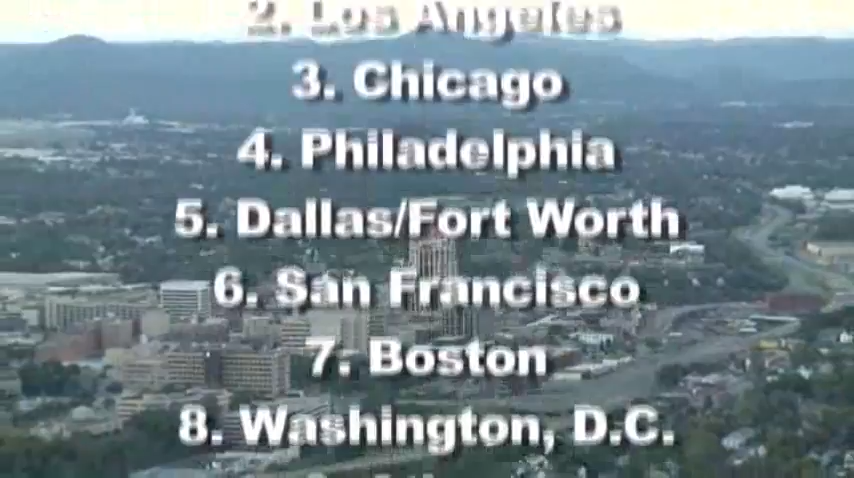 2. Los Angeles
3. Chicago
4. Philadelphia
5. Dallas/Fort Worth
6. San Francisco
7. Boston
8. Washington, D.C.